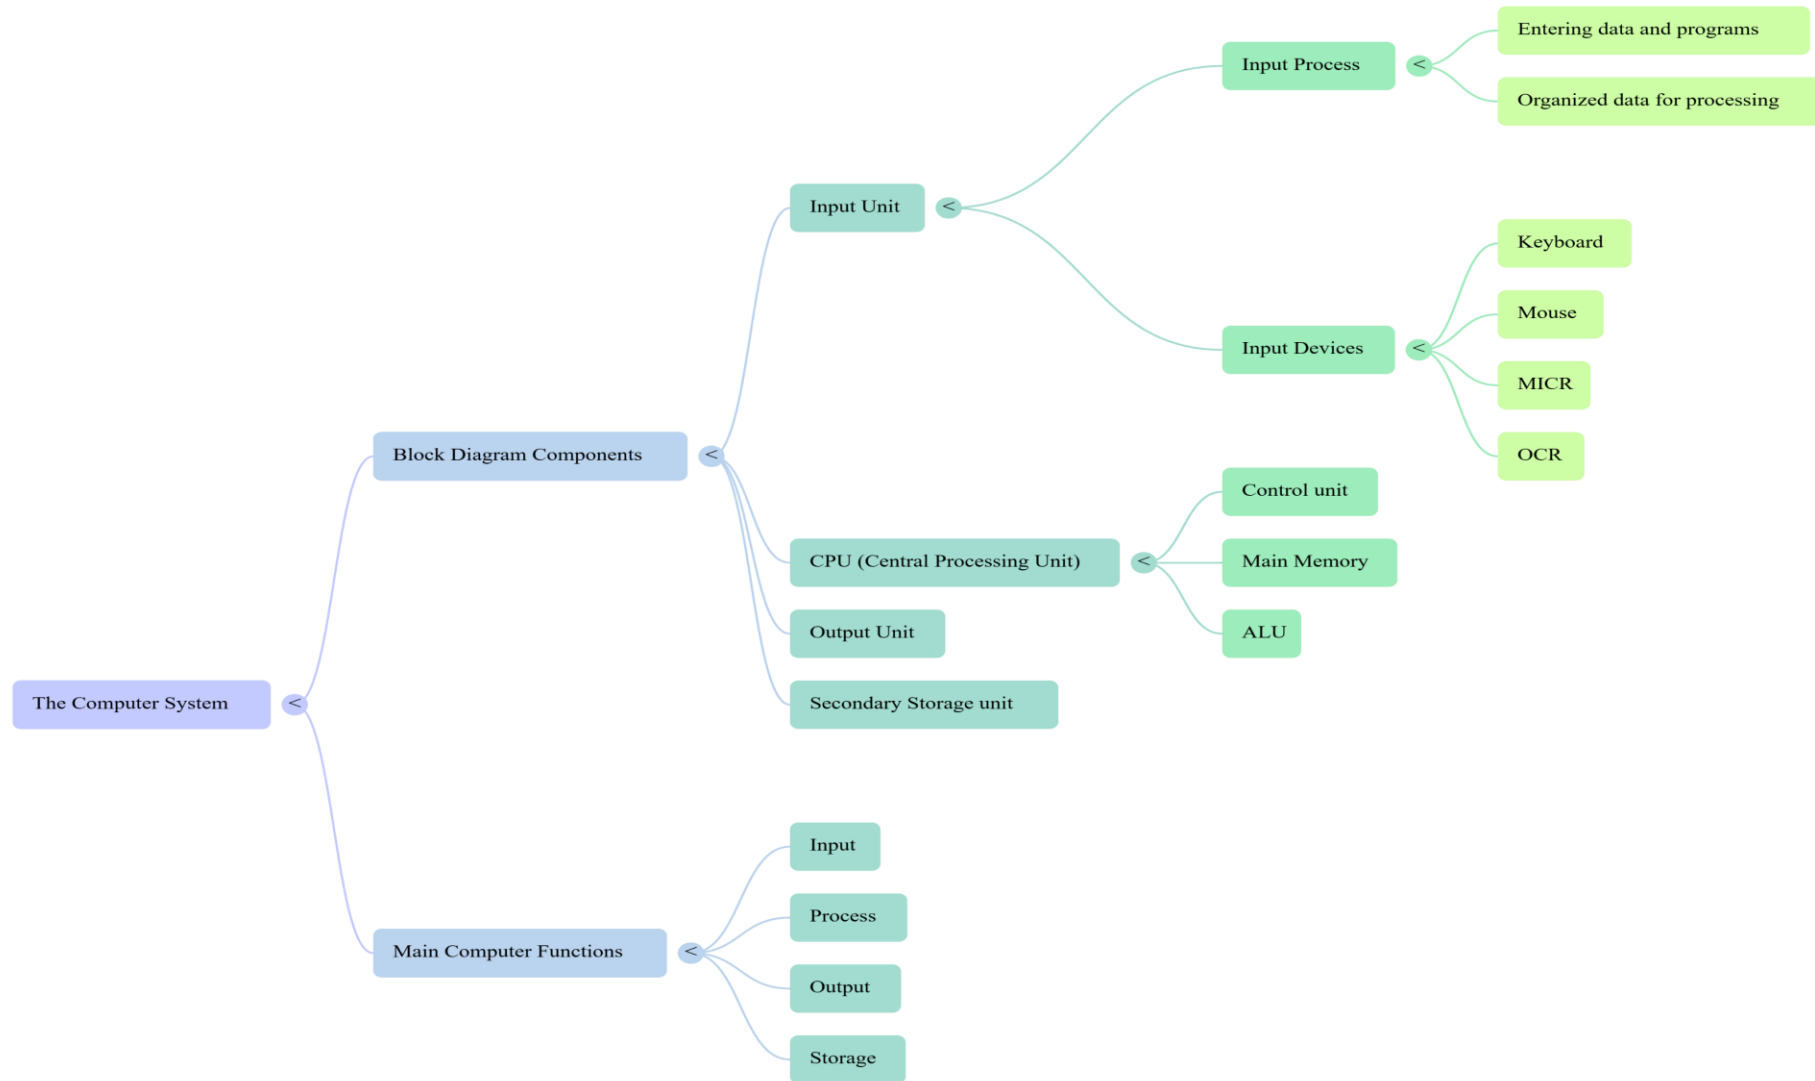 The Computer System
<
Block Diagram Components
<
Input Unit
<
Input Process
<
Entering data and programs
Organized data for processing
Input Devices
<
Keyboard
Mouse
MICR
OCR
CPU (Central Processing Unit)
<
Control unit
Main Memory
ALU
Output Unit
Secondary Storage unit
Main Computer Functions
<
Input
Process
Output
Storage